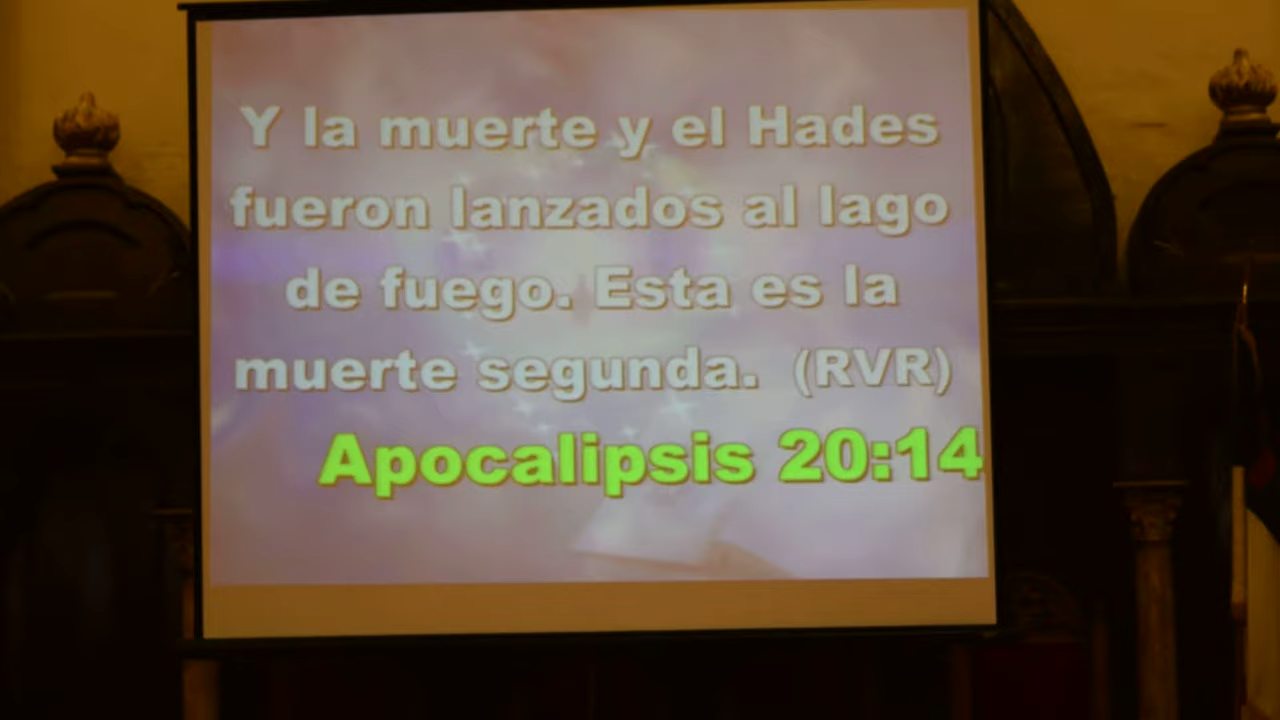 Y la muerte y el Hades
fueron lanzados al lago
de fuego. Esta es la
muerte segunda. (RVR)
Apocalipsis 20:14